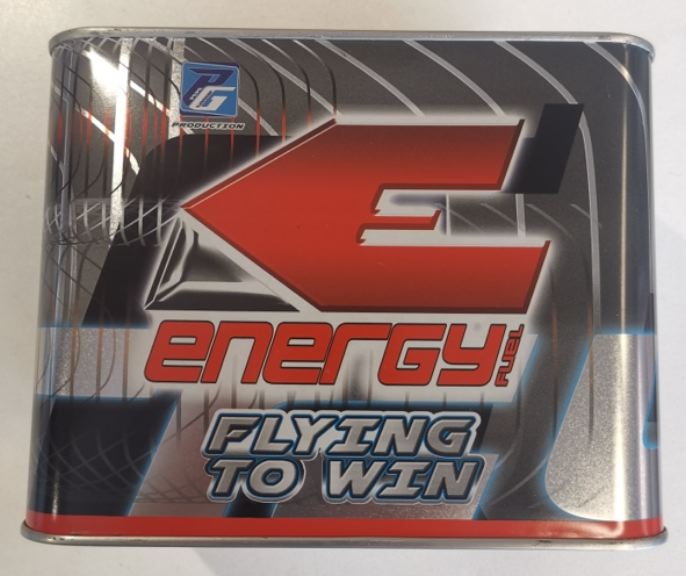 PG
PRODUCTION
E
energy
FUEL
FLYING
TO WIN